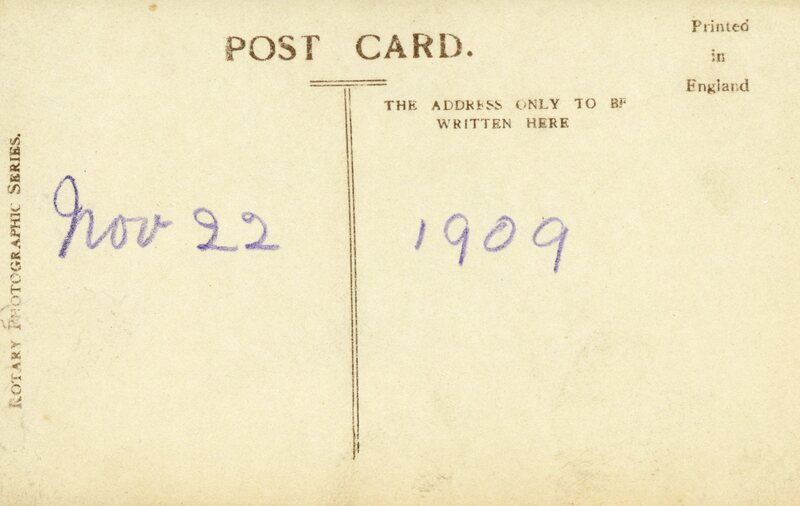 POST CARD.
Printed
in
England
THE ADDRESS ONLY TO BE
WRITTEN HERE
ROTARY PHOTOGRAPHIC SERIES.
Nov 22 1909